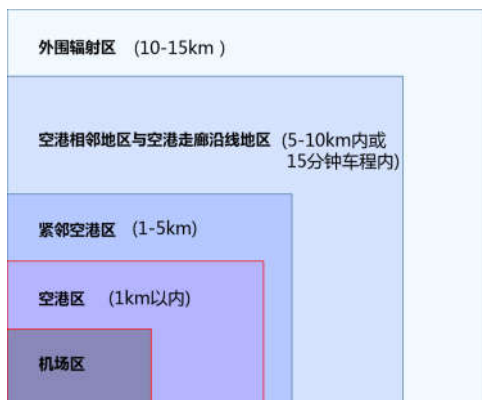 外围辐射区 (10-15km )
空港相邻地区与空港走廊沿线地区 (5-10km内或
15分钟车程内)
紧邻空港区 (1-5km)
空港区 (1km以内)
机场区